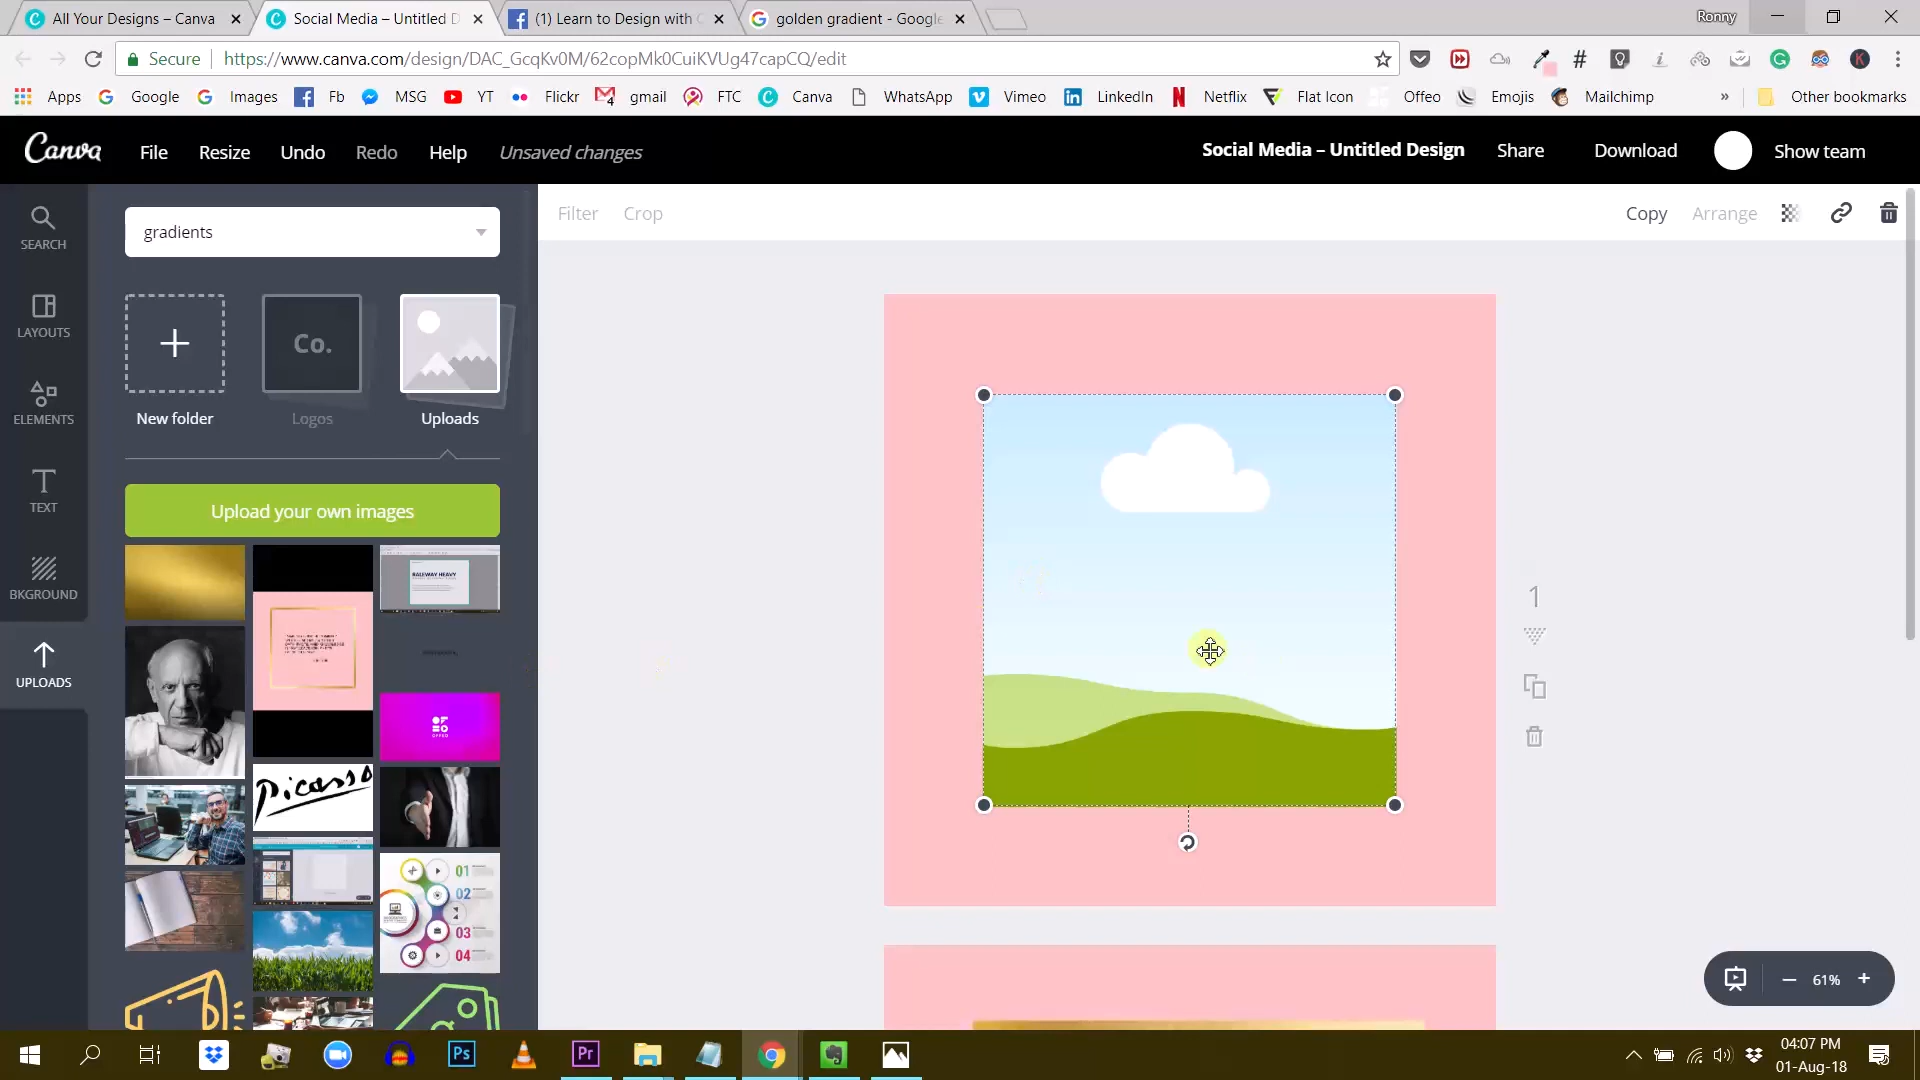 All Your Designs – Canva
Social Media – Untitled D
(1) Learn to Design with
golden gradient - Google
Ronny
Secure
https://www.canva.com/design/DAC_GcqKv0M/62copMk0CuiKVUg47capCQ/edit
Apps
Google
Images
Fb
MSG
YT
Flickr
gmail
FTC
Canva
WhatsApp
Vimeo
LinkedIn
Netflix
Flat Icon
Offeo
Emojis
Mailchimp
»
Other bookmarks
Canva
File
Resize
Undo
Redo
Help
Unsaved changes
Social Media – Untitled Design
Share
Download
Show team
SEARCH
LAYOUTS
ELEMENTS
TEXT
BKGROUND
UPLOADS
gradients
Co.
New folder
Logos
Uploads
Upload your own images
RALEWAY HEAVY
OFFEO
Picasso
01
02
03
04
Filter
Crop
Copy
Arrange
1
61%
Ps
Pr
04:07 PM
01-Aug-18